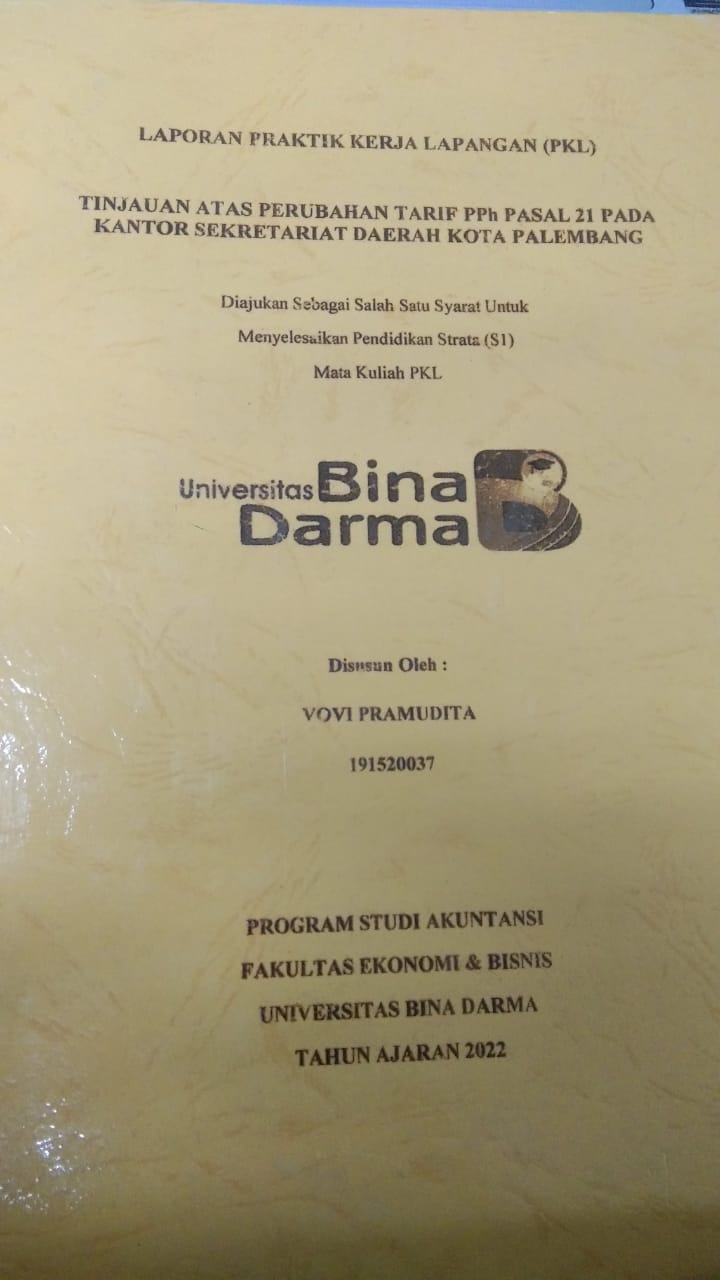 LAPORAN PRAKTIK KERJA LAPANGAN (PKL)
TINJAUAN ATAS PERUBAHAN TARIF PPh PASAL 21 PADA
KANTOR SEKRETARIAT DAERAH KOTA PALEMBANG
Diajukan Sebagai Salah Satu Syarat Untuk
Menyelesaikan Pendidikan Strata (S1)
Mata Kuliah PKL
Universitas Bina
Darma
Disusun Oleh :
VOVI PRAMUDITA
191520037
PROGRAM STUDI AKUNTANSI
FAKULTAS EKONOMI & BISNIS
UNIVERSITAS BINA DARMA
TAHUN AJARAN 2022